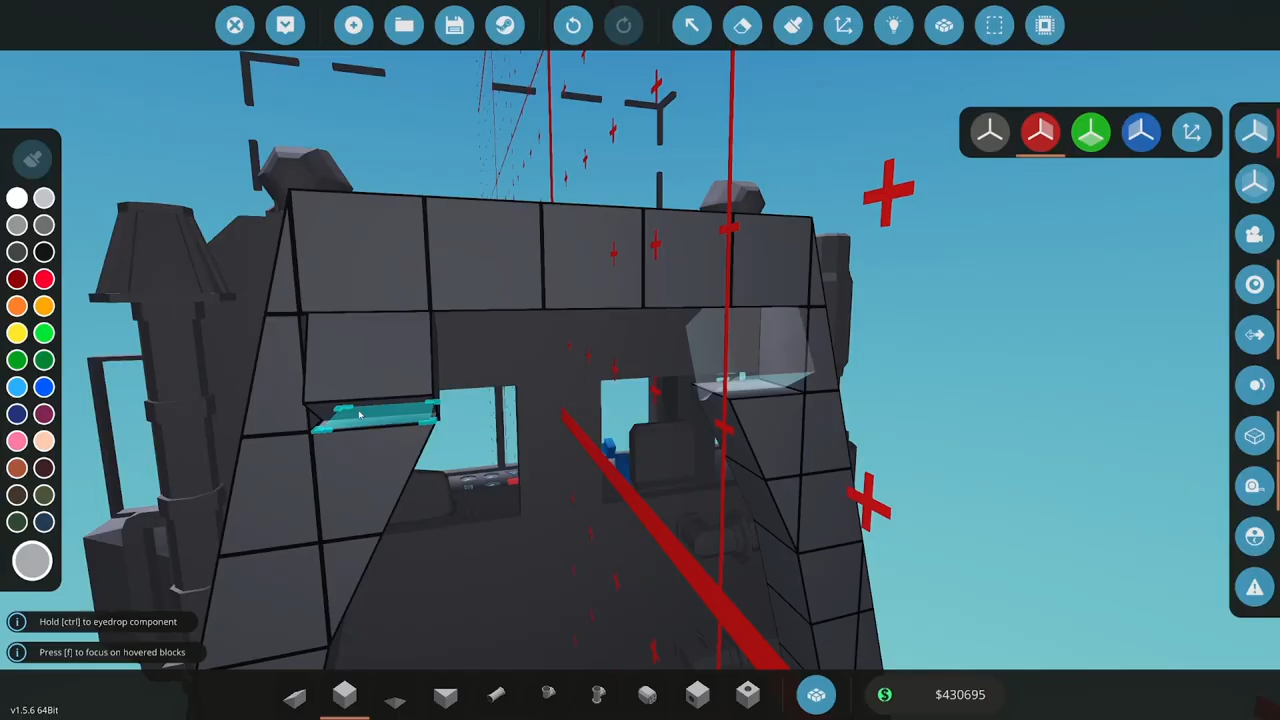 Hold [ctrl] to eyedrop component
Press [f] to focus on hovered blocks
v1.5.6 64Bit
$
$430695